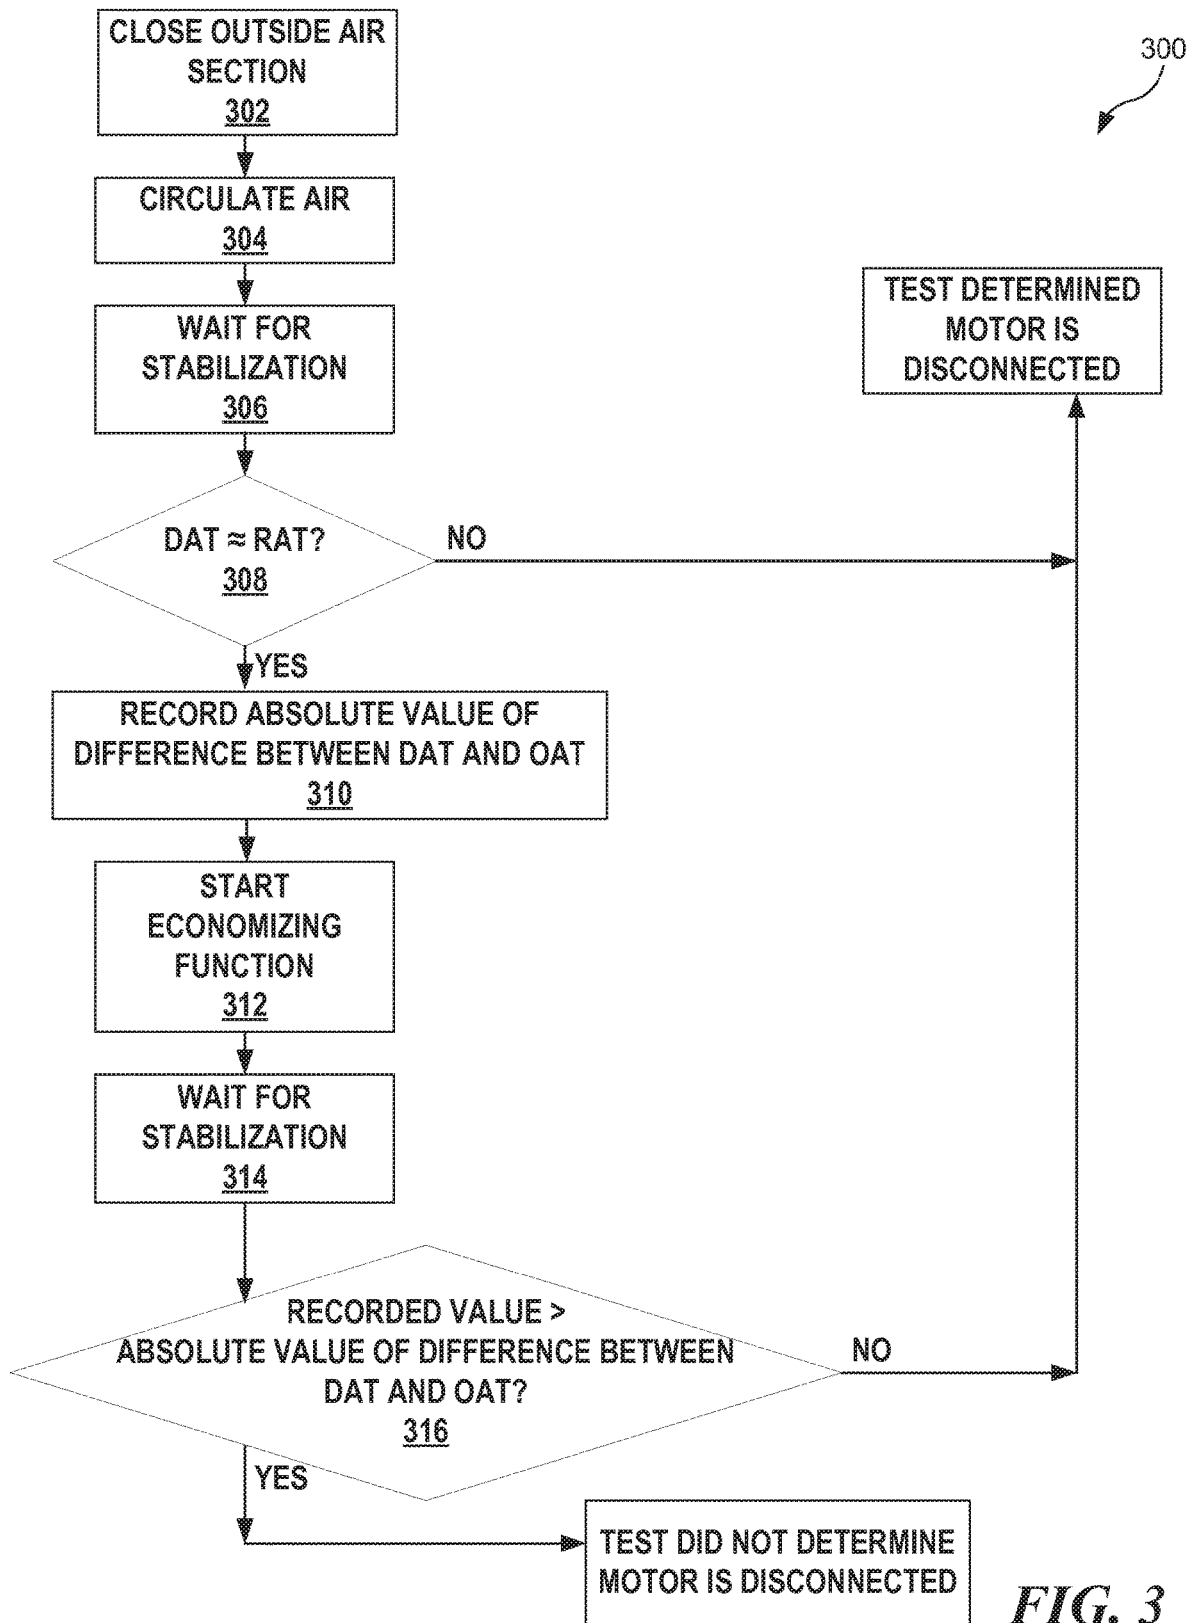 CLOSE OUTSIDE AIR
SECTION
302
300
CIRCULATE AIR
304
WAIT FOR
STABILIZATION
306
TEST DETERMINED
MOTOR IS
DISCONNECTED
DAT ≈ RAT?
308
NO
YES
RECORD ABSOLUTE VALUE OF
DIFFERENCE BETWEEN DAT AND OAT
310
START
ECONOMIZING
FUNCTION
312
WAIT FOR
STABILIZATION
314
RECORDED VALUE >
ABSOLUTE VALUE OF DIFFERENCE BETWEEN
DAT AND OAT?
316
NO
YES
TEST DID NOT DETERMINE
MOTOR IS DISCONNECTED
FIG. 3